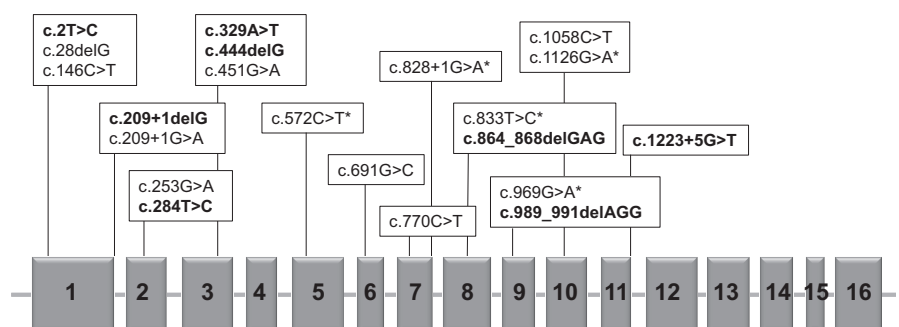 c.2T>C
c.28delG
c.146C>T
c.329A>T
c.444delG
c.451G>A
c.828+1G>A*
c.1058C>T
c.1126G>A*
c.209+1delG
c.209+1G>A
c.572C>T*
c.833T>C*
c.864_868delGAG
c.1223+5G>T
c.253G>A
c.284T>C
c.691G>C
c.770C>T
c.969G>A*
c.989_991delAGG
1 2 3 4 5 6 7 8 9 10 11 12 13 14 15 16